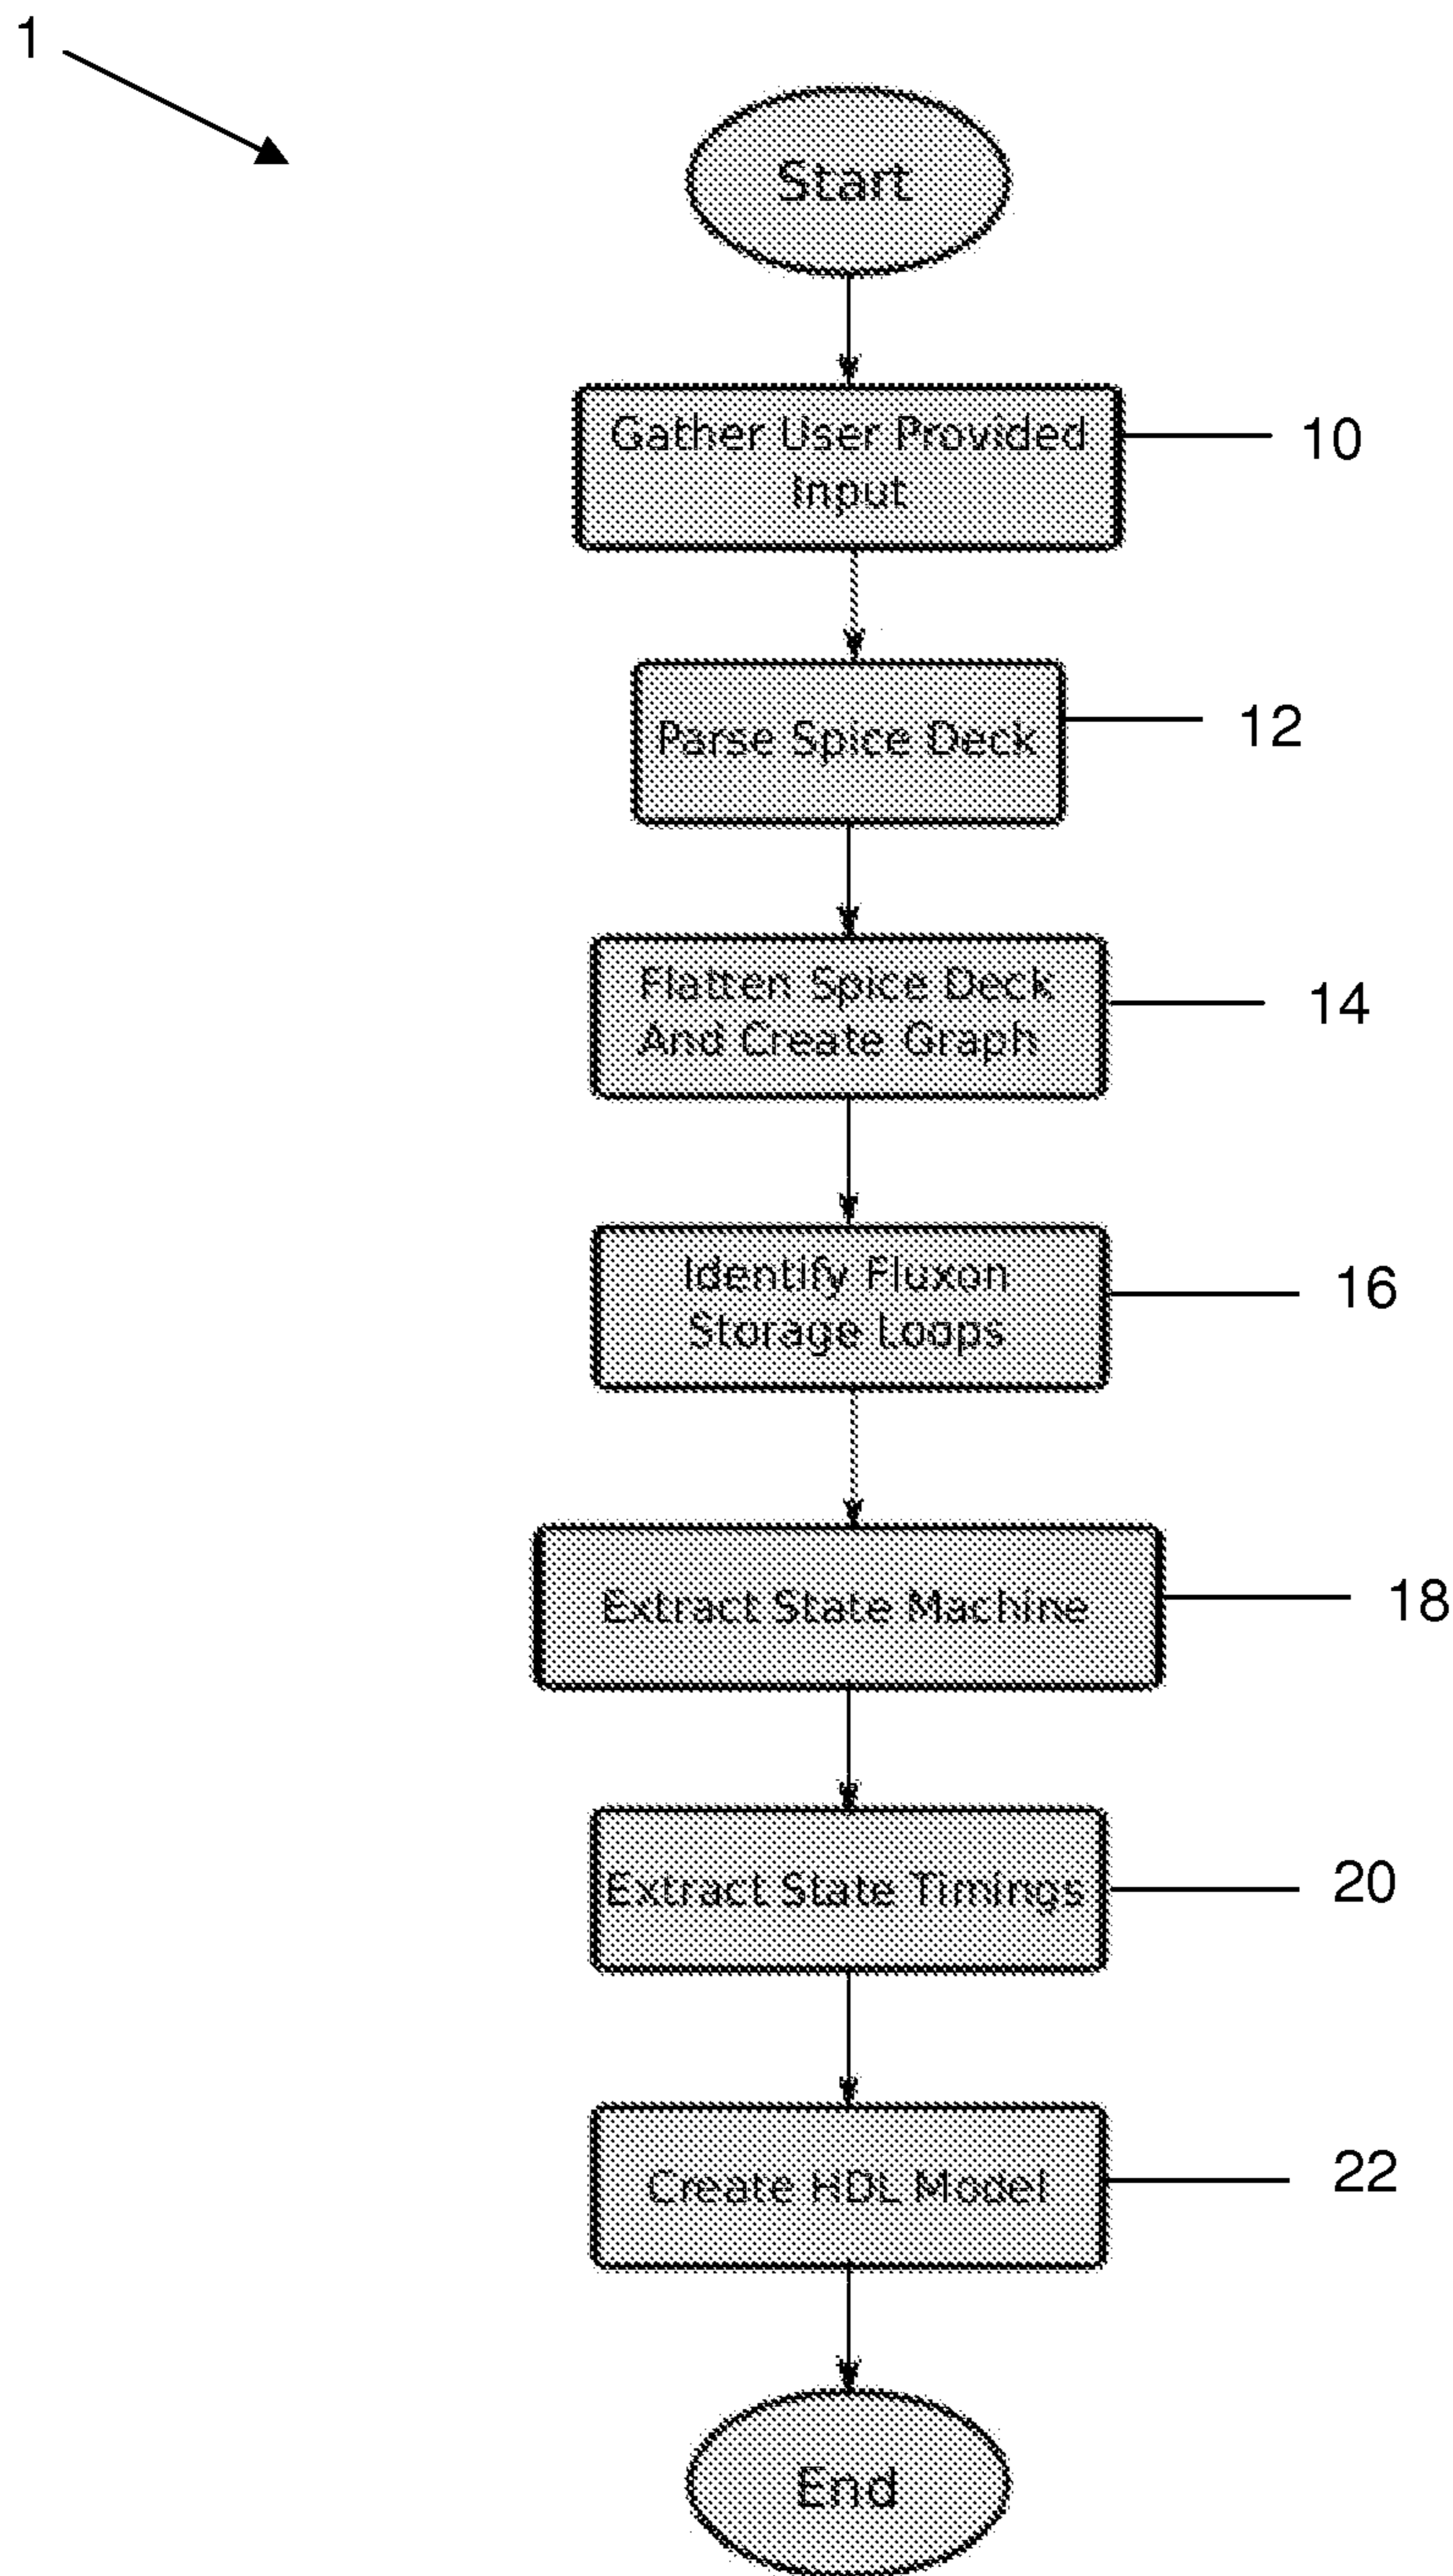 1
Start
Gather User Provided
Input
10
Parse Spice Deck
12
Flatten Spice Deck
And Create Graph
14
Identify Fluxon
Storage Loops
16
Extract State Machine
18
Extract State Timings
20
Create HDL Model
22
End